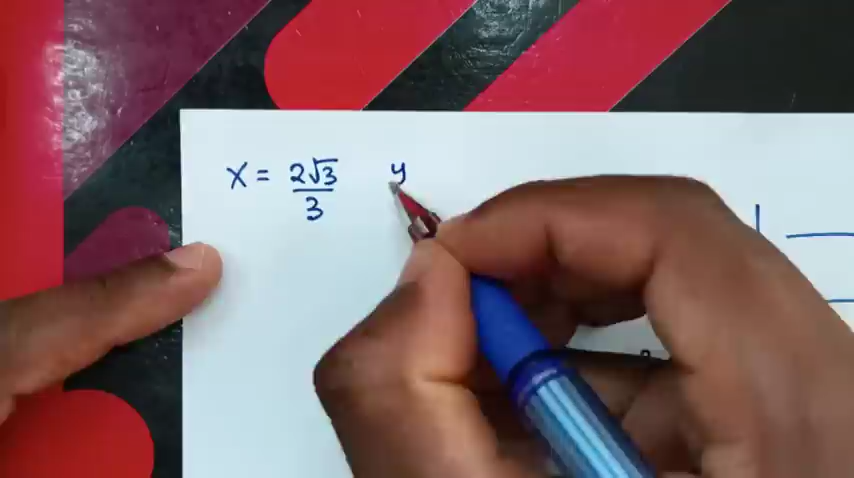 x = 2√3/3 y